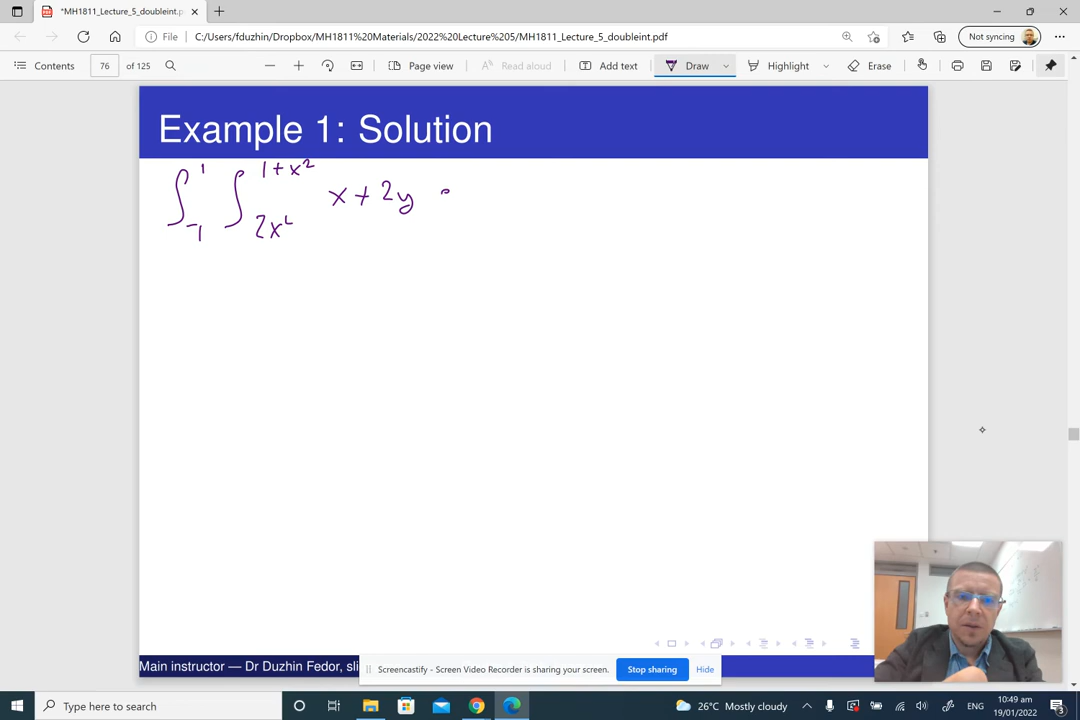 *MH1811_Lecture_5_doubleint.p
File C:/Users/fduzhin/Dropbox/MH1811%20Materials/2022%20Lecture%205/MH1811_Lecture_5_doubleint.pdf Not syncing
Contents 76 of 125 Page view Read aloud Add text Draw Highlight Erase
Example 1: Solution
∫_{-1}^{1} ∫_{2x²}^{1+x²} x + 2y
Main instructor — Dr Duzhin Fedor, sli
Screencastify - Screen Video Recorder is sharing your screen. Stop sharing Hide
Type here to search 26°C Mostly cloudy ENG 10:49 am
19/01/2022 3